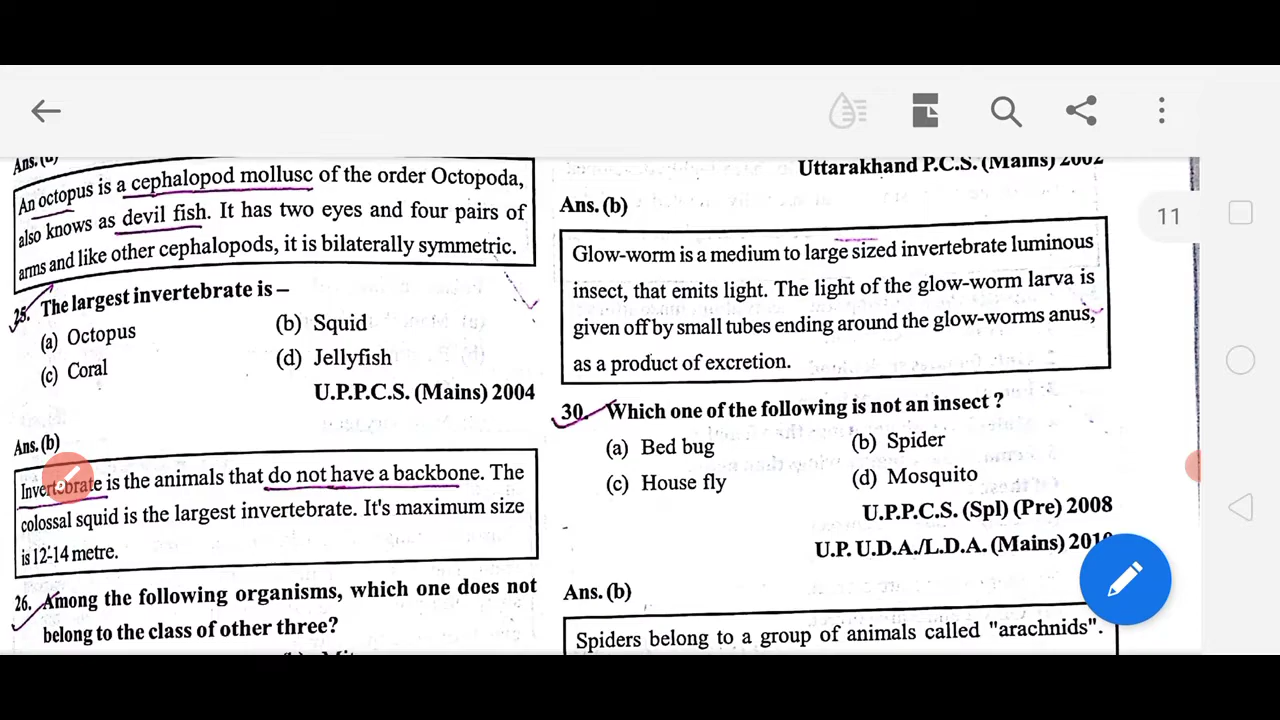 Ans. (d)
An octopus is a cephalopod mollusc of the order Octopoda,
also knows as devil fish. It has two eyes and four pairs of
arms and like other cephalopods, it is bilaterally symmetric.
25. The largest invertebrate is –
(a) Octopus (b) Squid
(c) Coral (d) Jellyfish
U.P.P.C.S. (Mains) 2004
Ans. (b)
Invertebrate is the animals that do not have a backbone. The
colossal squid is the largest invertebrate. It's maximum size
is 12-14 metre.
26. Among the following organisms, which one does not
belong to the class of other three?
Uttarakhand P.C.S. (Mains) 2002
Ans. (b)
Glow-worm is a medium to large sized invertebrate luminous
insect, that emits light. The light of the glow-worm larva is
given off by small tubes ending around the glow-worms anus,
as a product of excretion.
30. Which one of the following is not an insect ?
(a) Bed bug (b) Spider
(c) House fly (d) Mosquito
U.P.P.C.S. (Spl) (Pre) 2008
U.P. U.D.A./L.D.A. (Mains)
Ans. (b)
Spiders belong to a group of animals called "arachnids".
11